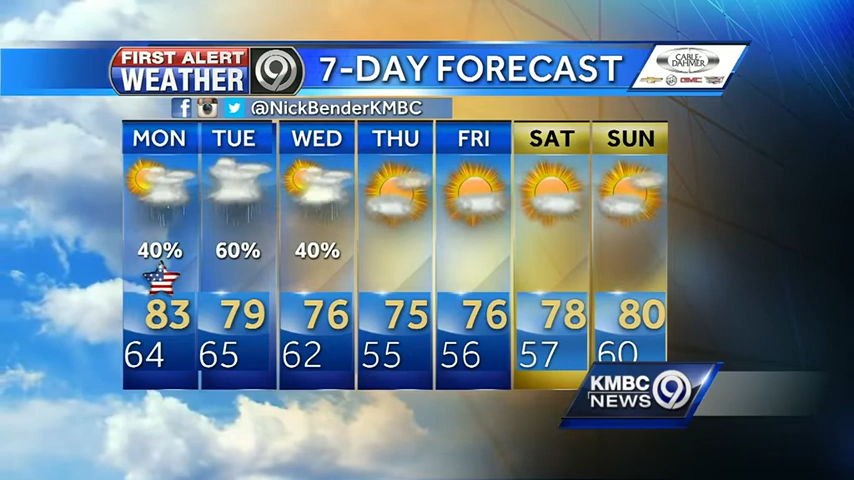 FIRST ALERT
WEATHER 9
7-DAY FORECAST
CABLE
DAHMER
GMC
@NickBenderKMBC
MON TUE WED THU FRI SAT SUN
40% 60% 40%
83 79 76 75 76 78 80
64 65 62 55 56 57 60
KMBC 9
NEWS